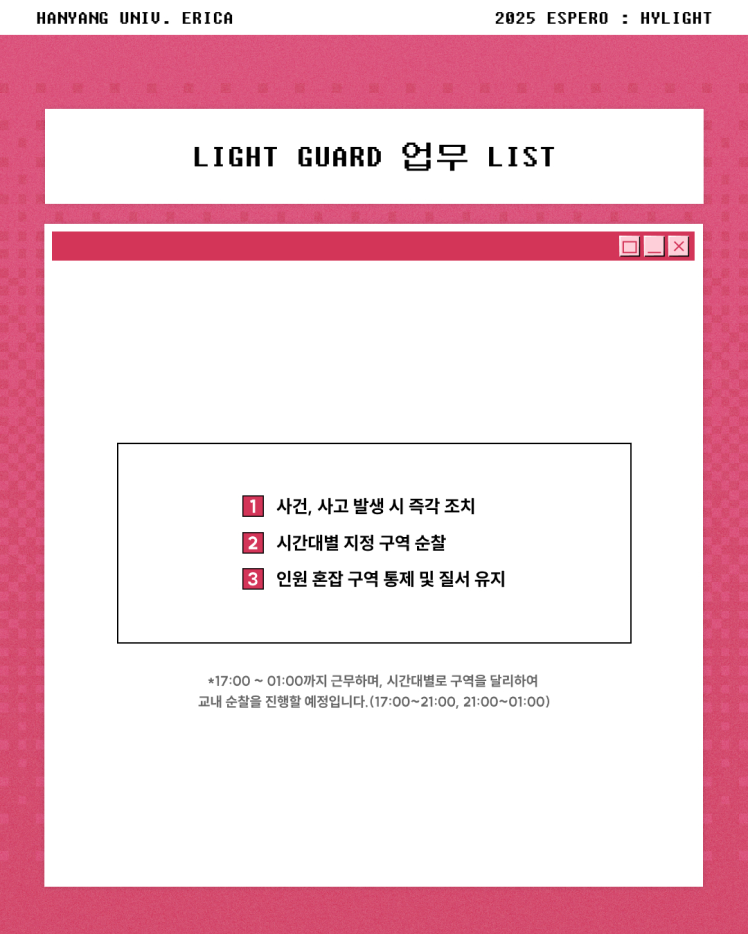 HANYANG UNIV. ERICA
2025 ESPERO : HYLIGHT
LIGHT GUARD 업무 LIST
1 사건, 사고 발생 시 즉각 조치
2 시간대별 지정 구역 순찰
3 인원 혼잡 구역 통제 및 질서 유지
*17:00 ~ 01:00까지 근무하며, 시간대별로 구역을 달리하여
교내 순찰을 진행할 예정입니다.(17:00~21:00, 21:00~01:00)